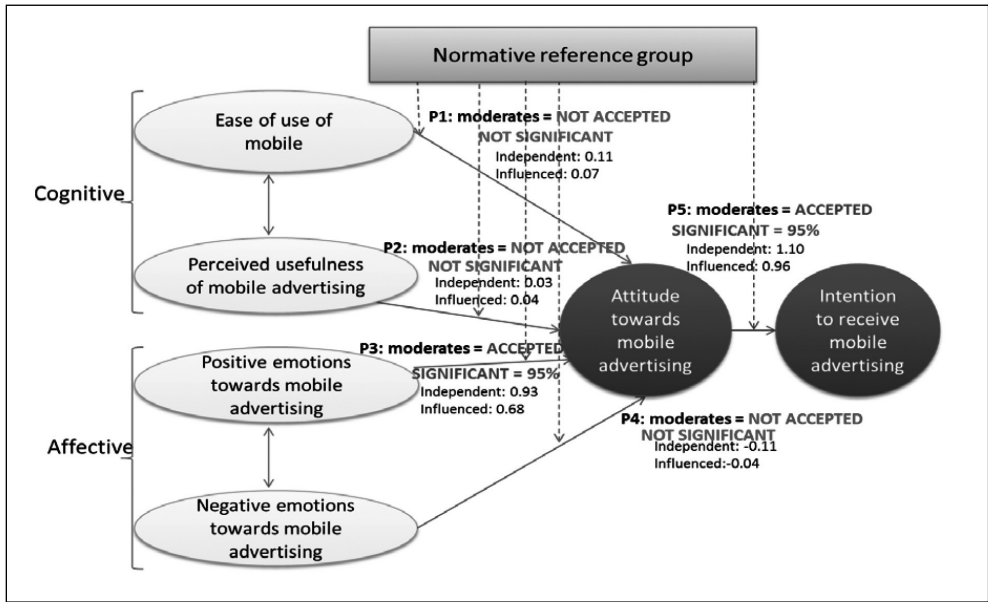 Normative reference group
Cognitive
Ease of use of
mobile
P1: moderates = NOT ACCEPTED
NOT SIGNIFICANT
Independent: 0.11
Influenced: 0.07
Perceived usefulness
of mobile advertising
P2: moderates = NOT ACCEPTED
NOT SIGNIFICANT
Independent: 0.03
Influenced: 0.04
P5: moderates = ACCEPTED
SIGNIFICANT = 95%
Independent: 1.10
Influenced: 0.96
Attitude
towards
mobile
advertising
Intention
to receive
mobile
advertising
Affective
Positive emotions
towards mobile
advertising
P3: moderates = ACCEPTED
SIGNIFICANT = 95%
Independent: 0.93
Influenced: 0.68
P4: moderates = NOT ACCEPTED
NOT SIGNIFICANT
Independent: -0.11
Influenced:-0.04
Negative emotions
towards mobile
advertising